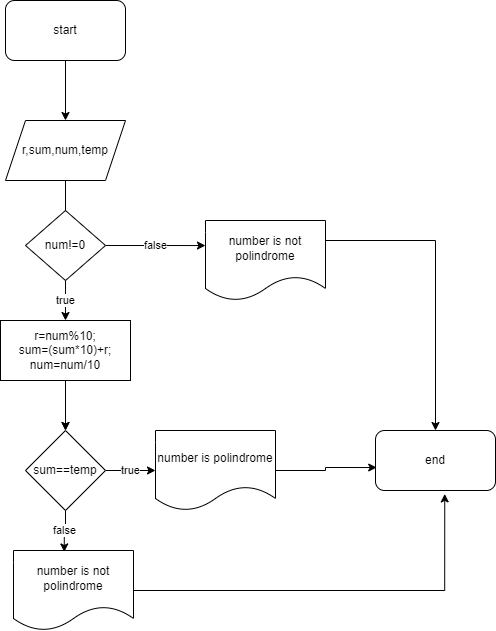 start
r,sum,num,temp
num!=0
false
number is not
polindrome
true
r=num%10;
sum=(sum*10)+r;
num=num/10
sum==temp
true
number is polindrome
end
false
number is not
polindrome